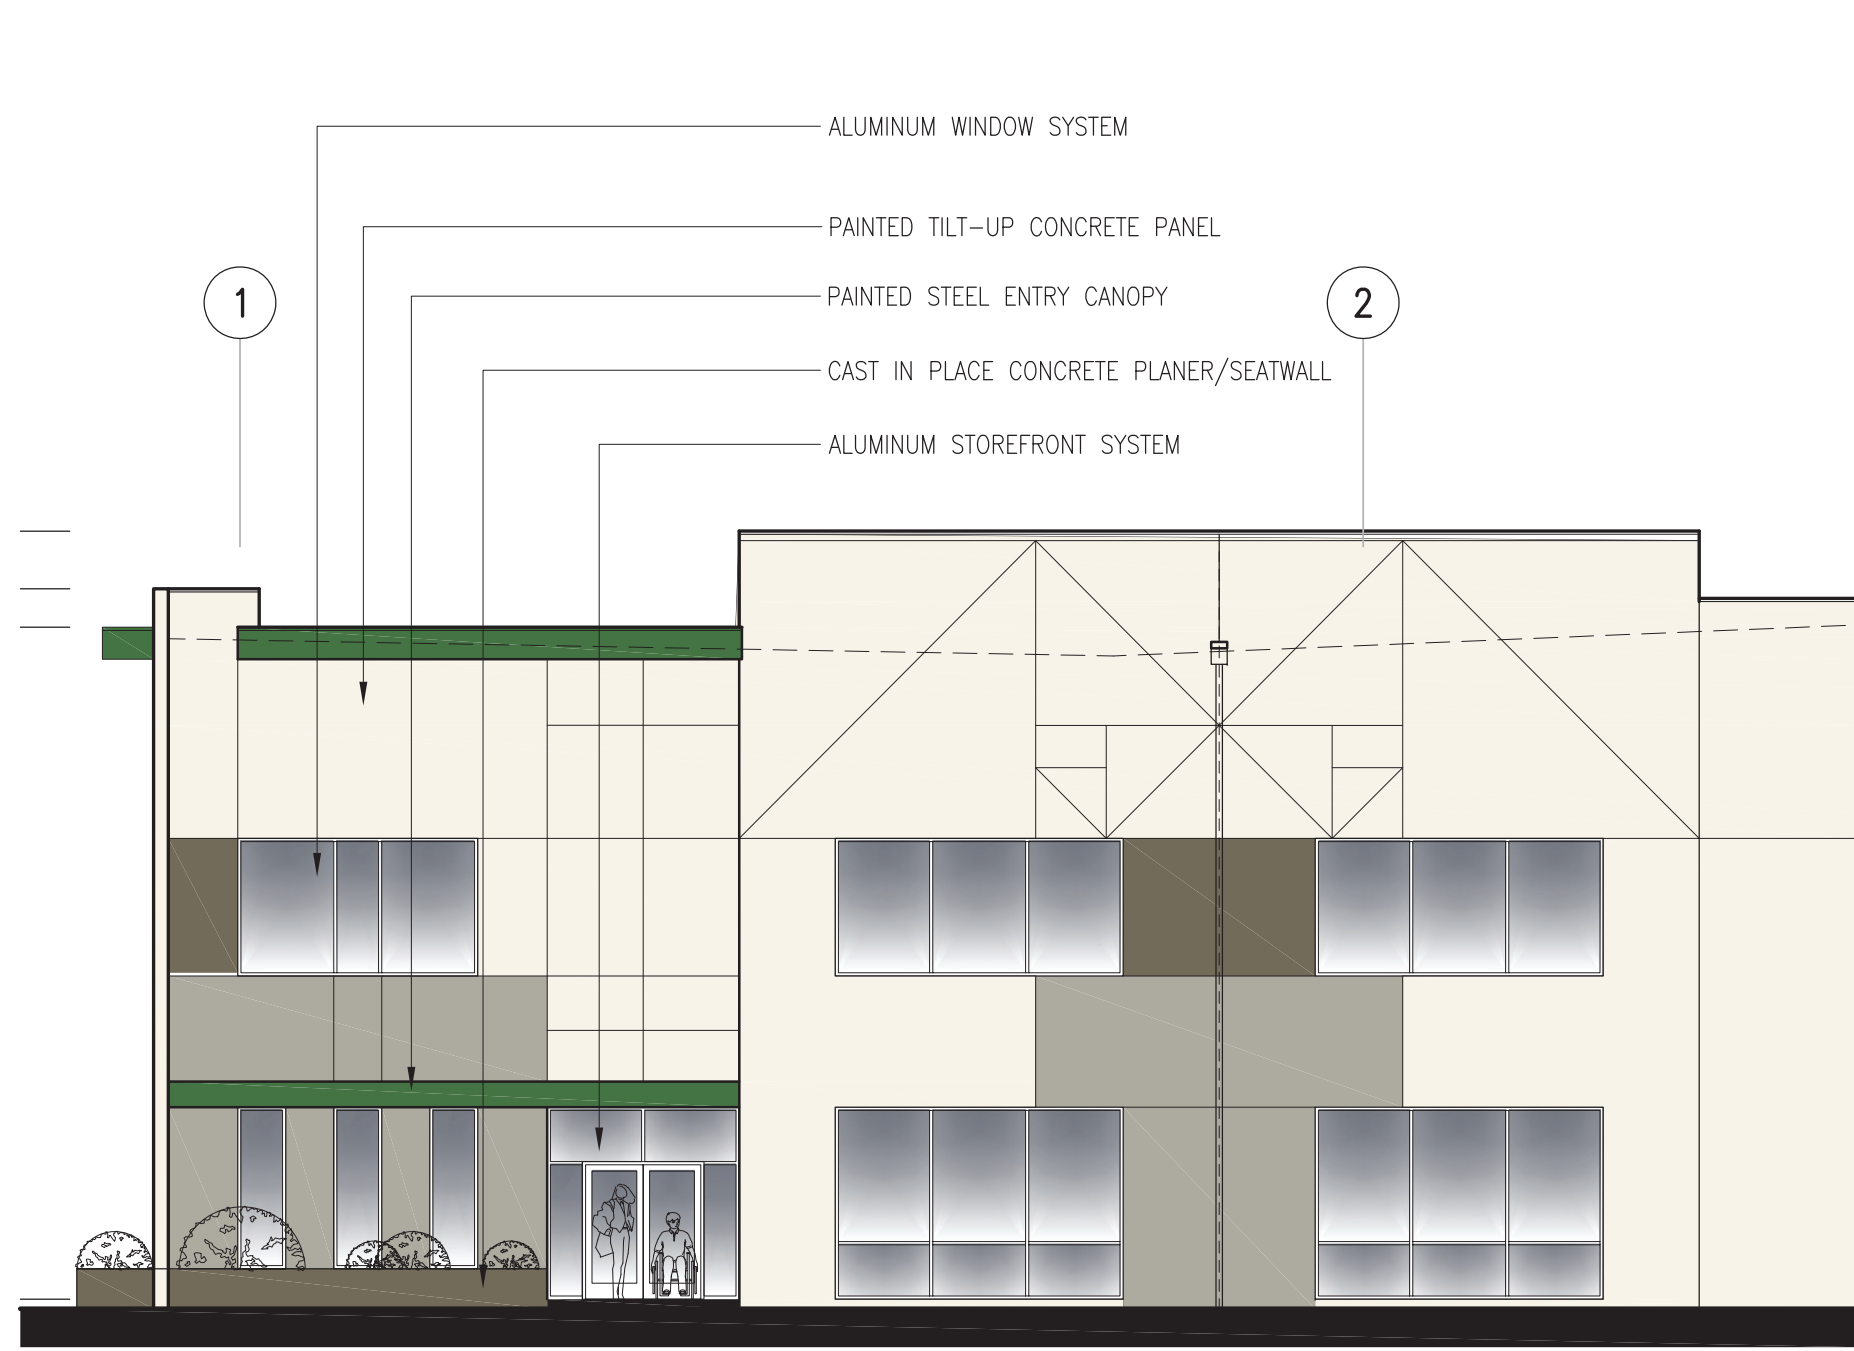 ALUMINUM WINDOW SYSTEM
PAINTED TILT-UP CONCRETE PANEL
1
PAINTED STEEL ENTRY CANOPY
2
CAST IN PLACE CONCRETE PLANER/SEATWALL
ALUMINUM STOREFRONT SYSTEM